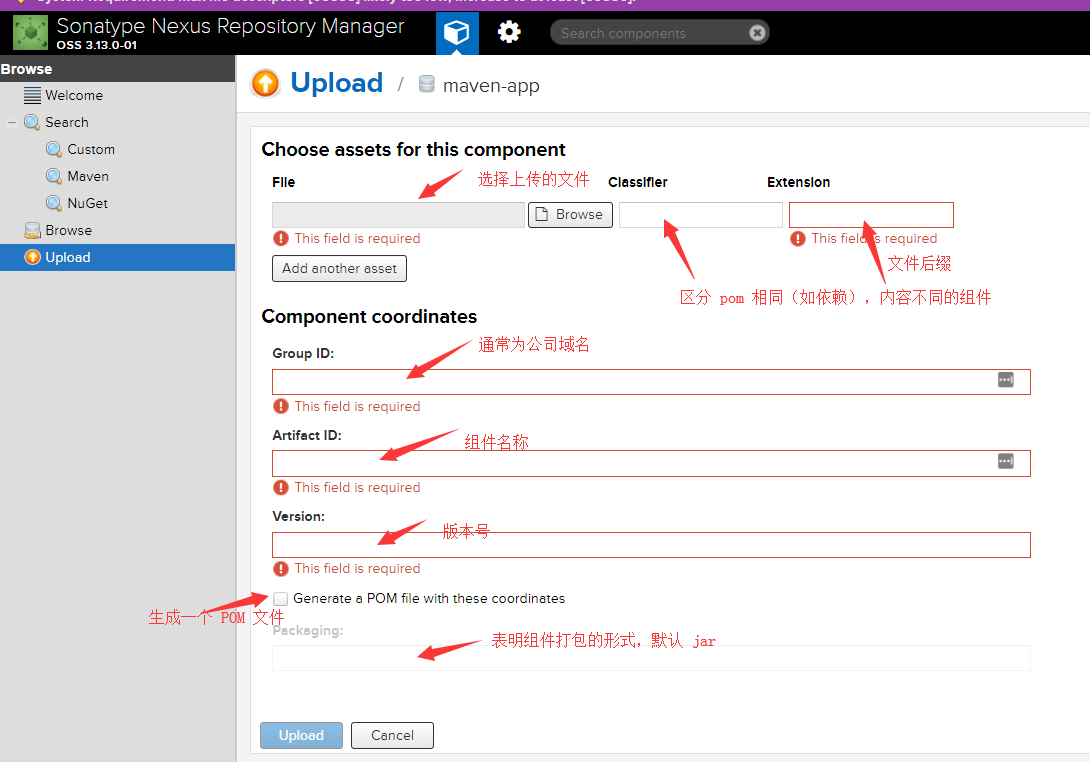 Sonatype Nexus Repository Manager
OSS 3.13.0-01
Search components
Browse
Welcome
Search
Custom
Maven
NuGet
Browse
Upload
Upload / maven-app
Choose assets for this component
选择上传的文件
File
Classifier
Extension
Browse
This field is required
This field is required
文件后缀
Add another asset
区分 pom 相同（如依赖），内容不同的组件
Component coordinates
通常为公司域名
Group ID:
This field is required
Artifact ID:
组件名称
This field is required
Version:
版本号
This field is required
Generate a POM file with these coordinates
生成一个 POM 文件
Packaging:
表明组件打包的形式，默认 jar
Upload
Cancel